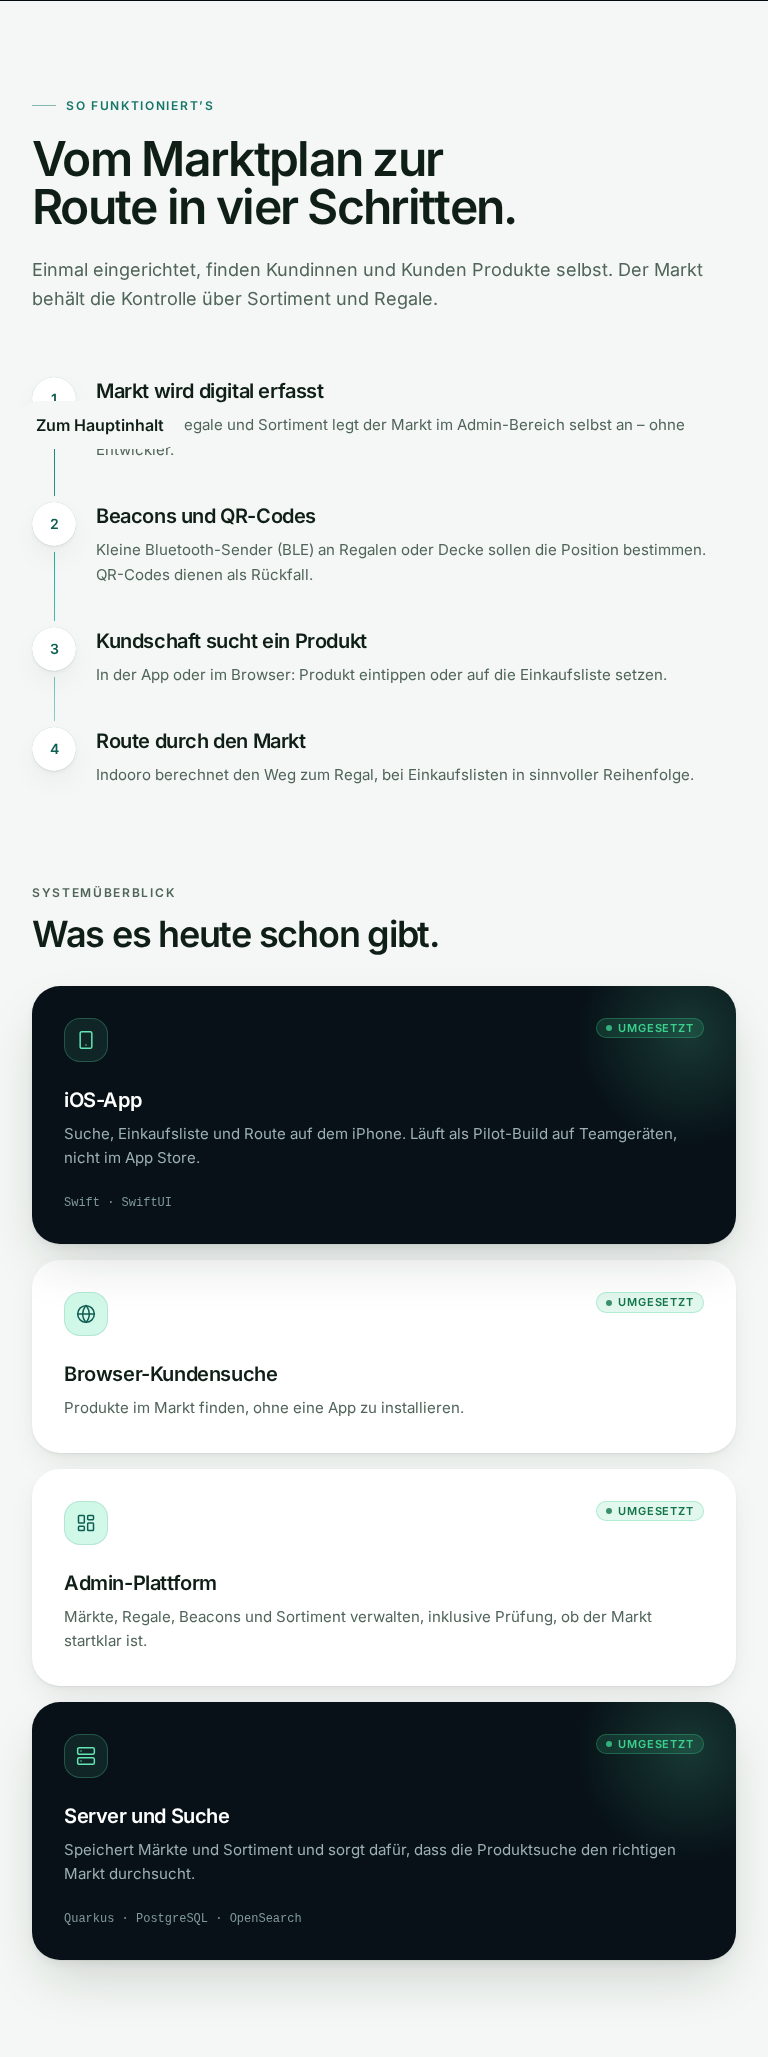 SO FUNKTIONIERT’S
Vom Marktplan zur
Route in vier Schritten.
Einmal eingerichtet, finden Kundinnen und Kunden Produkte selbst. Der Markt
behält die Kontrolle über Sortiment und Regale.
1
Markt wird digital erfasst
Zum Hauptinhalt
egale und Sortiment legt der Markt im Admin-Bereich selbst an – ohne
Entwickler.
2
Beacons und QR-Codes
Kleine Bluetooth-Sender (BLE) an Regalen oder Decke sollen die Position bestimmen.
QR-Codes dienen als Rückfall.
3
Kundschaft sucht ein Produkt
In der App oder im Browser: Produkt eintippen oder auf die Einkaufsliste setzen.
4
Route durch den Markt
Indooro berechnet den Weg zum Regal, bei Einkaufslisten in sinnvoller Reihenfolge.
SYSTEMÜBERBLICK
Was es heute schon gibt.
UMGESETZT
iOS-App
Suche, Einkaufsliste und Route auf dem iPhone. Läuft als Pilot-Build auf Teamgeräten,
nicht im App Store.
Swift · SwiftUI
UMGESETZT
Browser-Kundensuche
Produkte im Markt finden, ohne eine App zu installieren.
UMGESETZT
Admin-Plattform
Märkte, Regale, Beacons und Sortiment verwalten, inklusive Prüfung, ob der Markt
startklar ist.
UMGESETZT
Server und Suche
Speichert Märkte und Sortiment und sorgt dafür, dass die Produktsuche den richtigen
Markt durchsucht.
Quarkus · PostgreSQL · OpenSearch